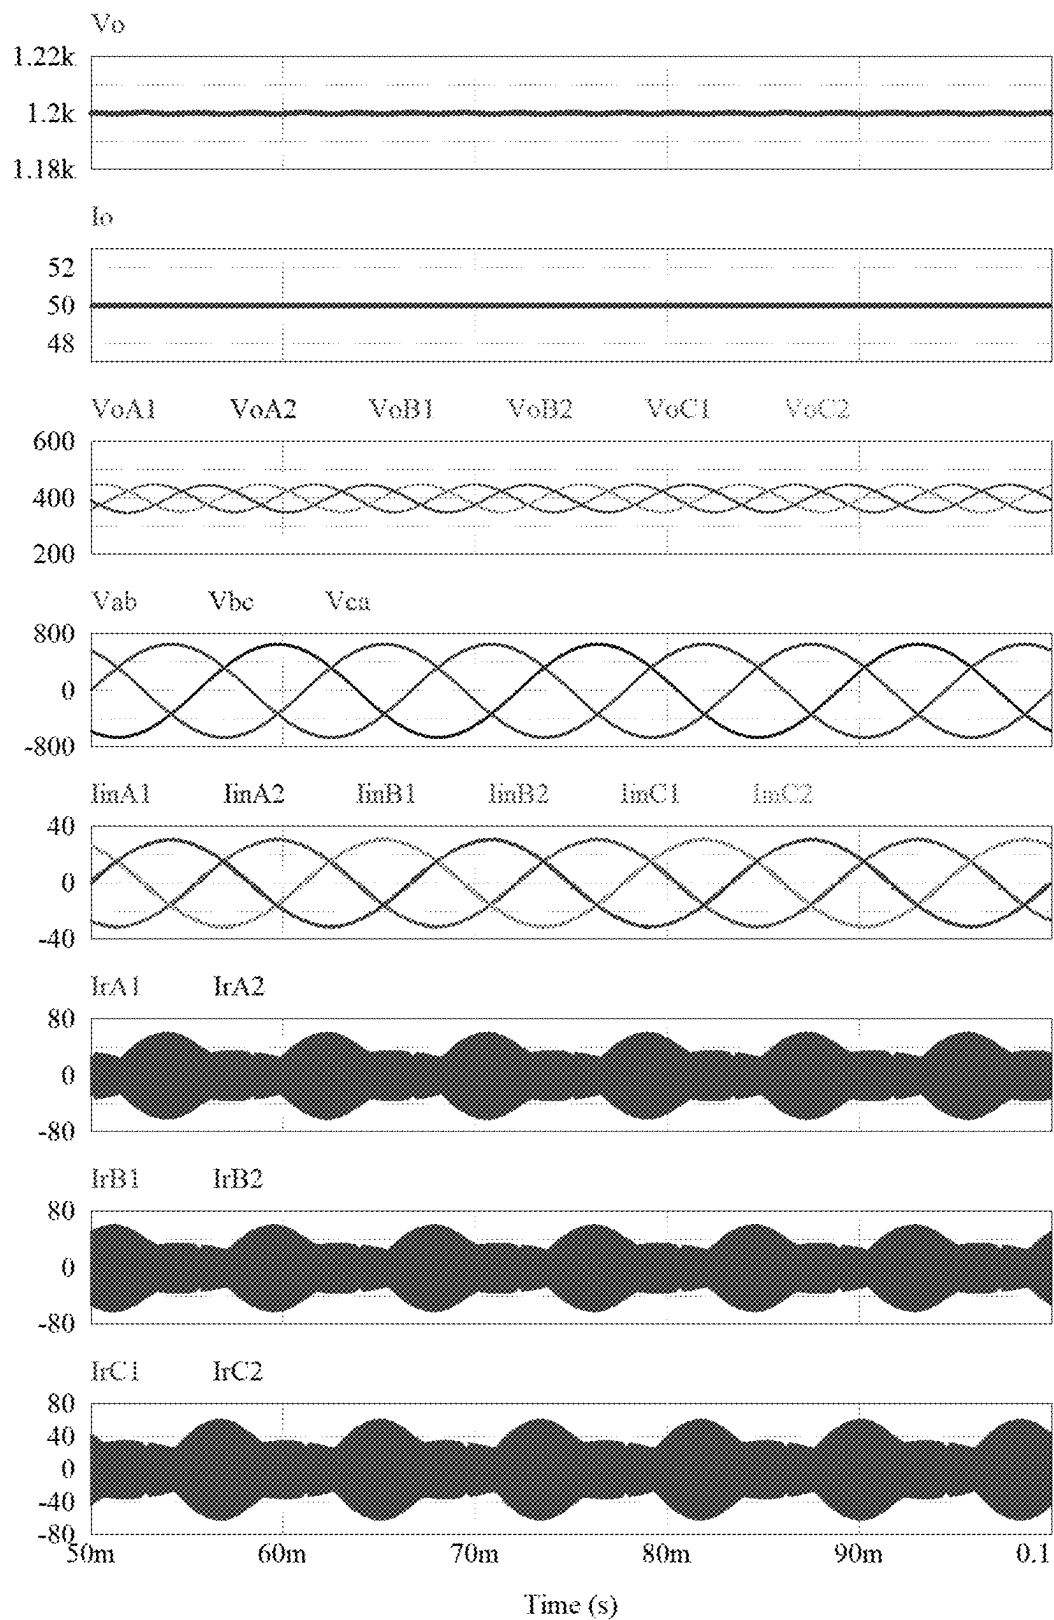 Vo
1.22k
1.2k
1.18k
Io
52
50
48
VoA1 VoA2 VoB1 VoB2 VoC1 VoC2
600
400
200
Vab Vbc Vca
800
0
-800
IinA1 IinA2 IinB1 IinB2 IinC1 IinC2
40
0
-40
IrA1 IrA2
80
0
-80
IrB1 IrB2
80
0
-80
IrC1 IrC2
80
40
0
-40
-80
50m 60m 70m 80m 90m 0.1
Time (s)